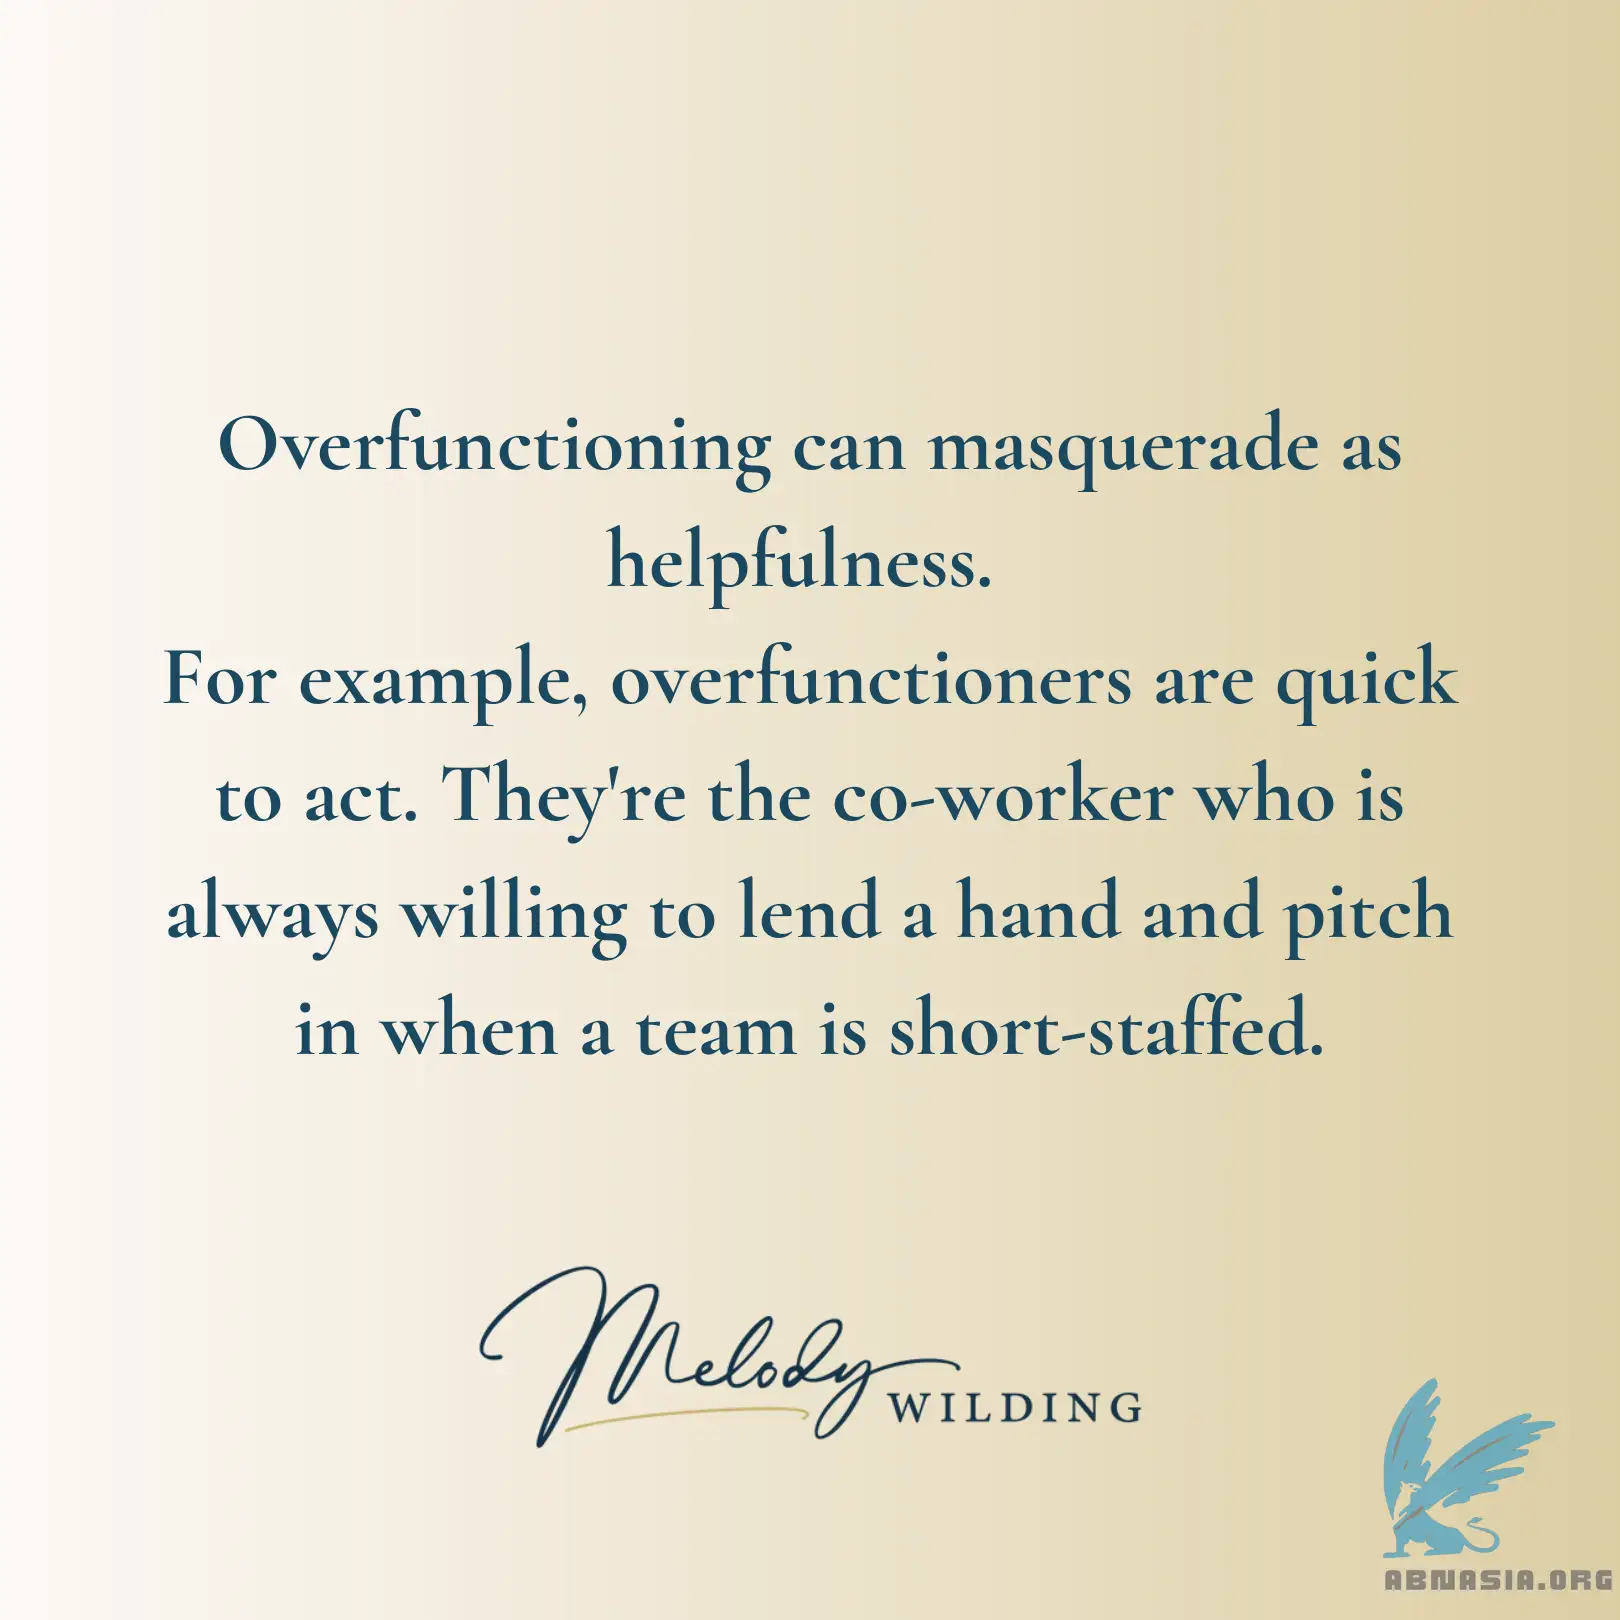 Overfunctioning can masquerade as
helpfulness.
For example, overfunctioners are quick
to act. They're the co-worker who is
always willing to lend a hand and pitch
in when a team is short-staffed.
Melody WILDING
ABNASIA.ORG